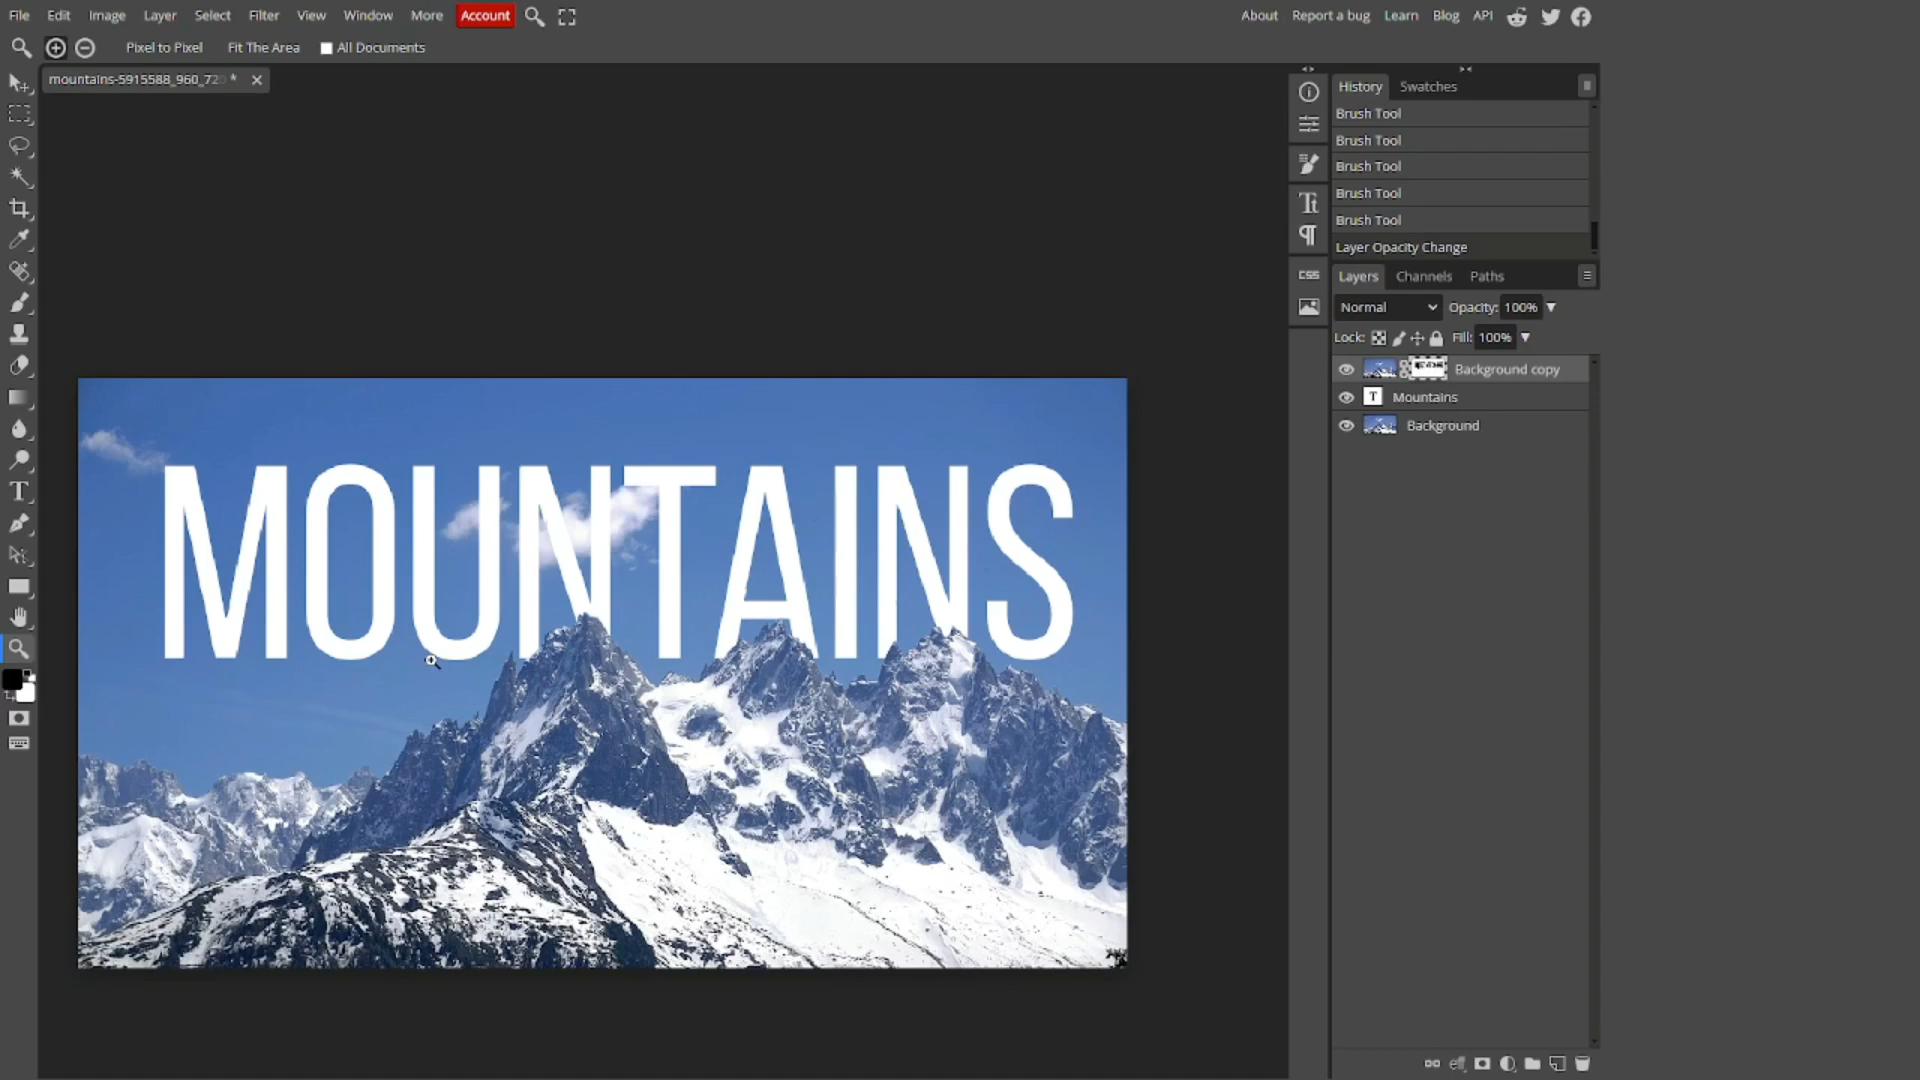 File Edit Image Layer Select Filter View Window More Account About Report a bug Learn Blog API
Pixel to Pixel Fit The Area All Documents
mountains-5915588_960_72 *
History Swatches
Brush Tool
Brush Tool
Brush Tool
Brush Tool
Brush Tool
Layer Opacity Change
CSS
Layers Channels Paths
Normal Opacity: 100%
Lock: Fill: 100%
Background copy
T Mountains
Background
MOUNTAINS